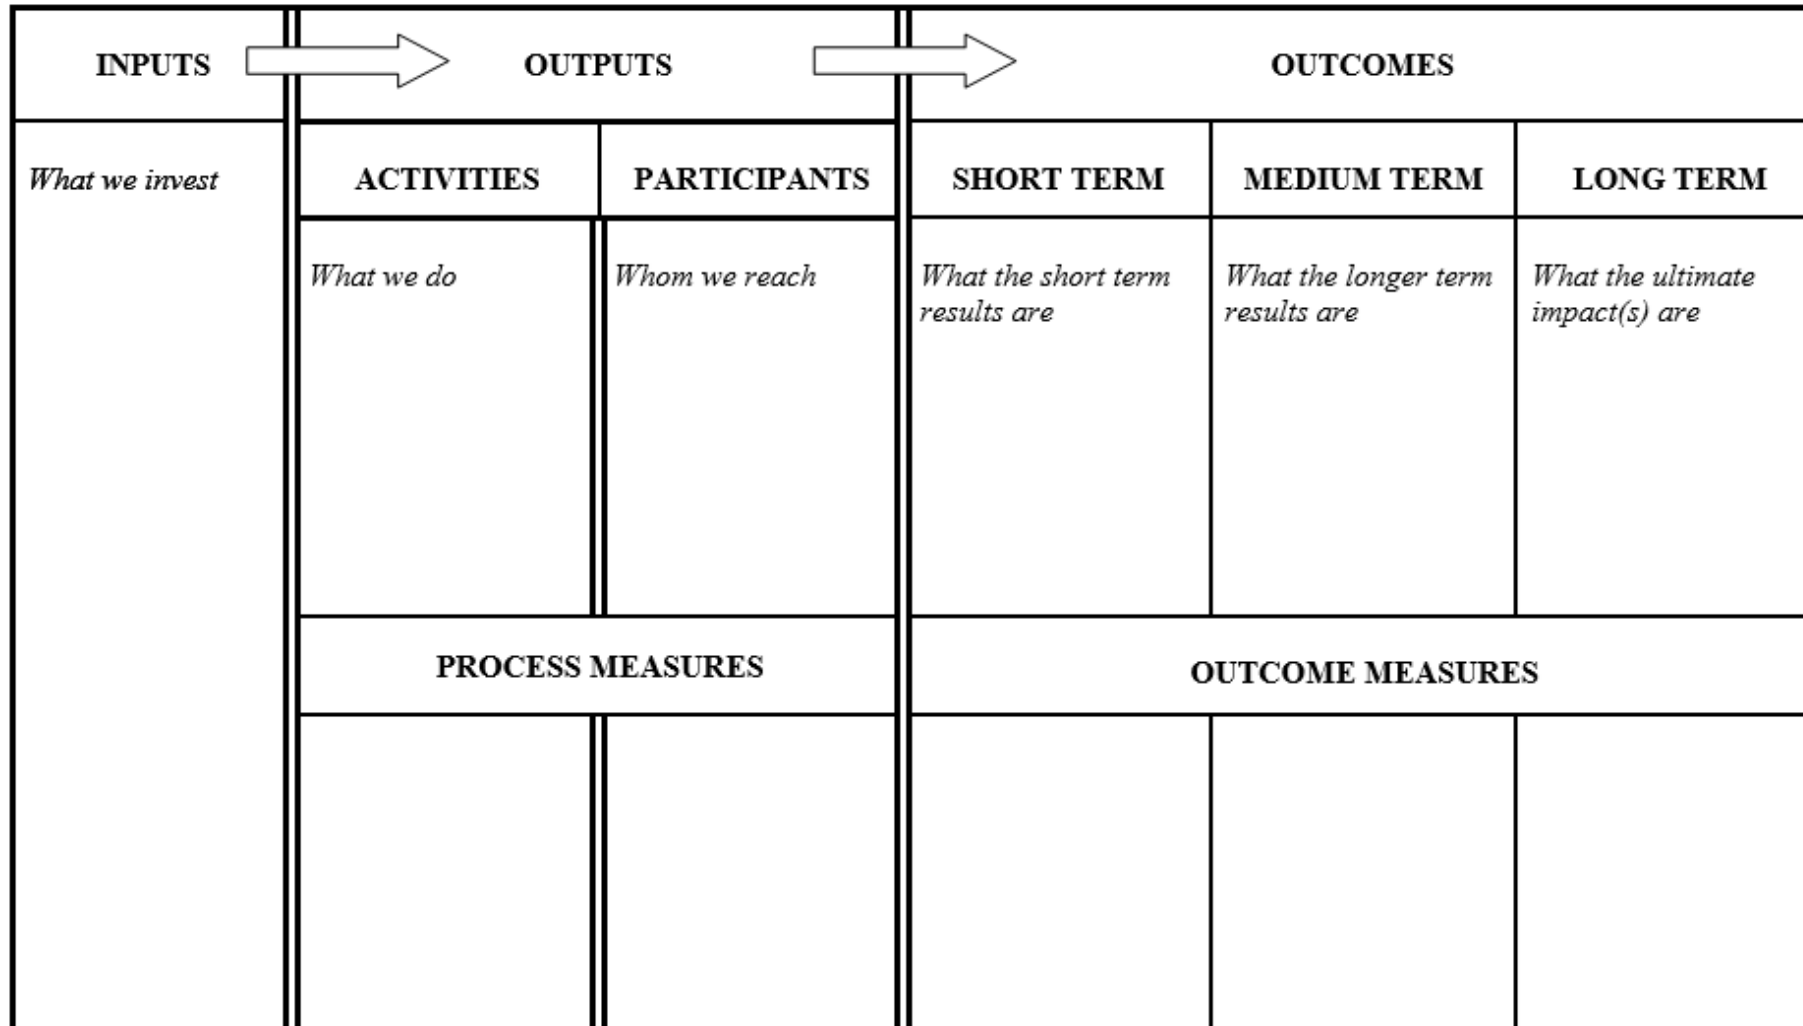 INPUTS
OUTPUTS
OUTCOMES
What we invest
ACTIVITIES
PARTICIPANTS
SHORT TERM
MEDIUM TERM
LONG TERM
What we do
Whom we reach
What the short term
results are
What the longer term
results are
What the ultimate
impact(s) are
PROCESS MEASURES
OUTCOME MEASURES